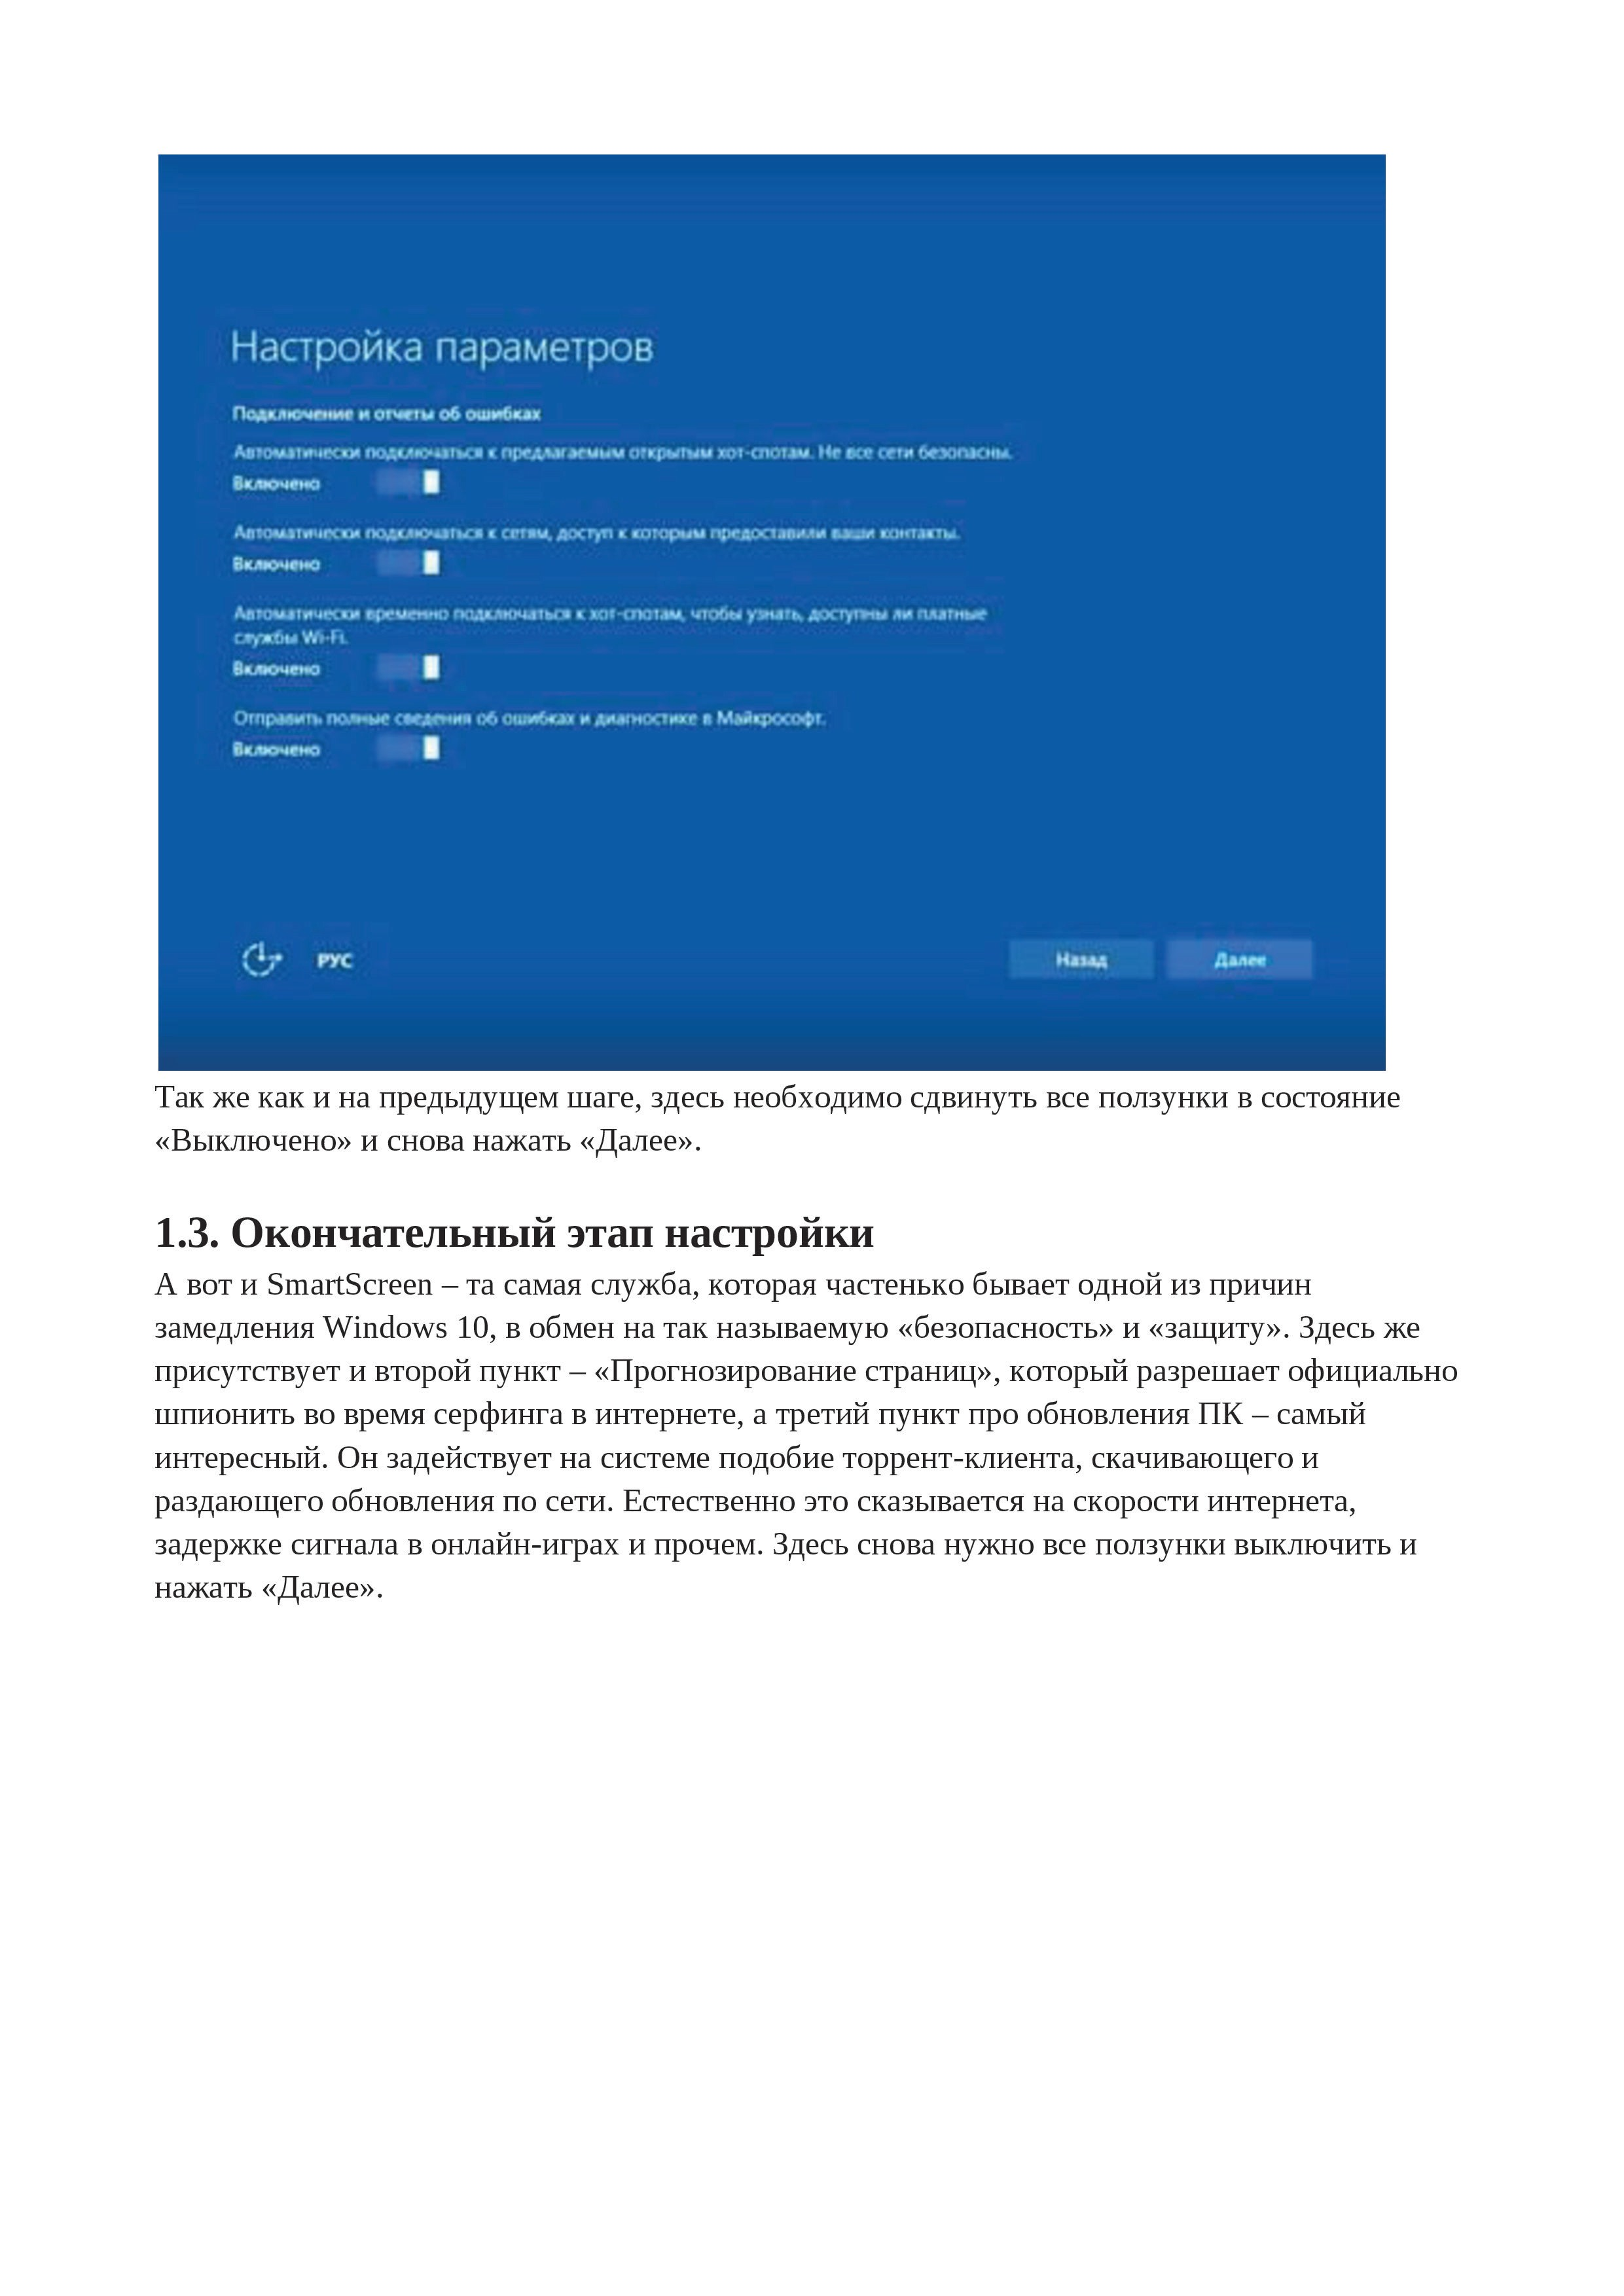 Настройка параметров
Подключение и отчеты об ошибках
Автоматически подключаться к предлагаемым открытым хот-спотам. Не все сети безопасны.
Включено
Автоматически подключаться к сетям, доступ к которым предоставили ваши контакты.
Включено
Автоматически временно подключаться к хот-спотам, чтобы узнать, доступны ли платные
службы Wi-Fi.
Включено
Отправить полные сведения об ошибках и диагностике в Майкрософт.
Включено
РУС
Назад
Далее
Так же как и на предыдущем шаге, здесь необходимо сдвинуть все ползунки в состояние
«Выключено» и снова нажать «Далее».
1.3. Окончательный этап настройки
А вот и SmartScreen – та самая служба, которая частенько бывает одной из причин
замедления Windows 10, в обмен на так называемую «безопасность» и «защиту». Здесь же
присутствует и второй пункт – «Прогнозирование страниц», который разрешает официально
шпионить во время серфинга в интернете, а третий пункт про обновления ПК – самый
интересный. Он задействует на системе подобие торрент-клиента, скачивающего и
раздающего обновления по сети. Естественно это сказывается на скорости интернета,
задержке сигнала в онлайн-играх и прочем. Здесь снова нужно все ползунки выключить и
нажать «Далее».